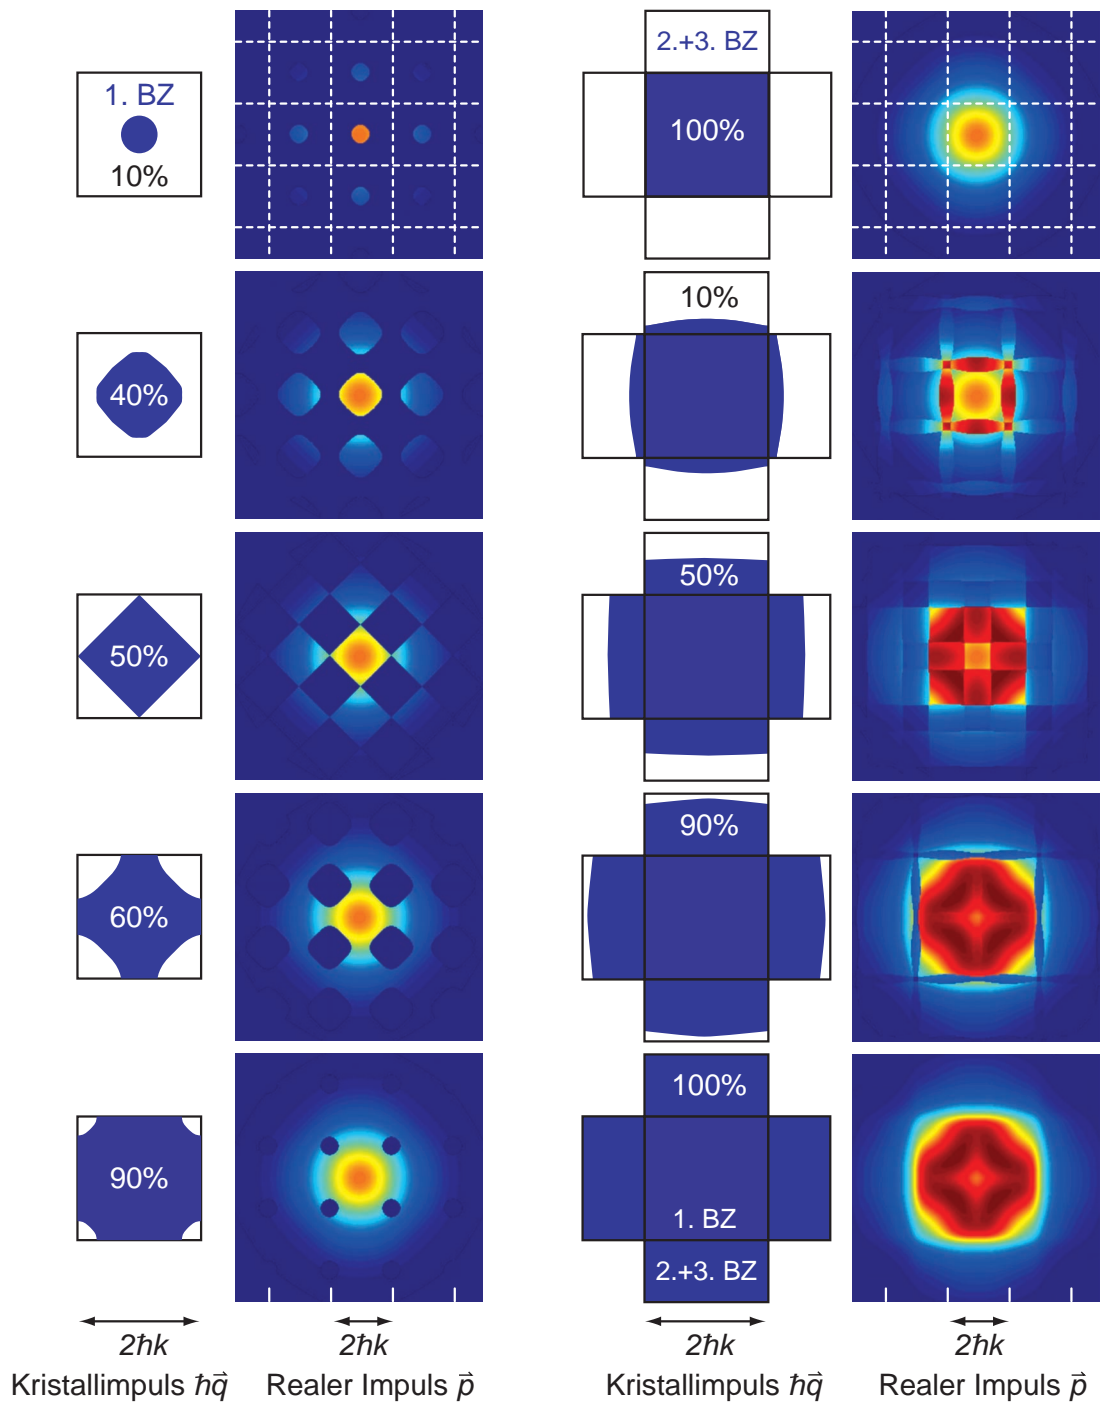 1. BZ
10%
40%
50%
60%
90%
2ħk
2ħk
Kristallimpuls ħq⃗
Realer Impuls p⃗
2.+3. BZ
100%
10%
50%
90%
100%
1. BZ
2.+3. BZ
2ħk
2ħk
Kristallimpuls ħq⃗
Realer Impuls p⃗